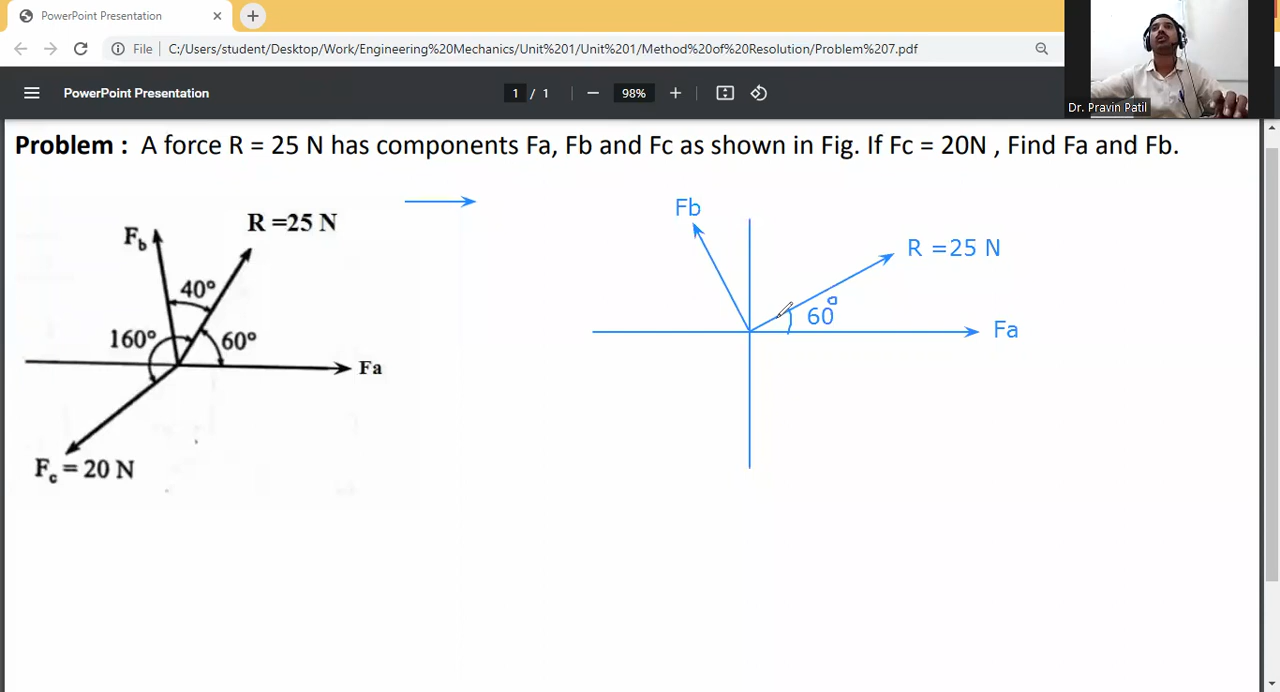 PowerPoint Presentation
File
C:/Users/student/Desktop/Work/Engineering%20Mechanics/Unit%201/Unit%201/Method%20of%20Resolution/Problem%207.pdf
Dr. Pravin Patil
PowerPoint Presentation
1 / 1
98%
Problem : A force R = 25 N has components Fa, Fb and Fc as shown in Fig. If Fc = 20N , Find Fa and Fb.
Fb
R =25 N
40°
160°
60°
Fa
Fc = 20 N
Fb
R =25 N
60°
Fa